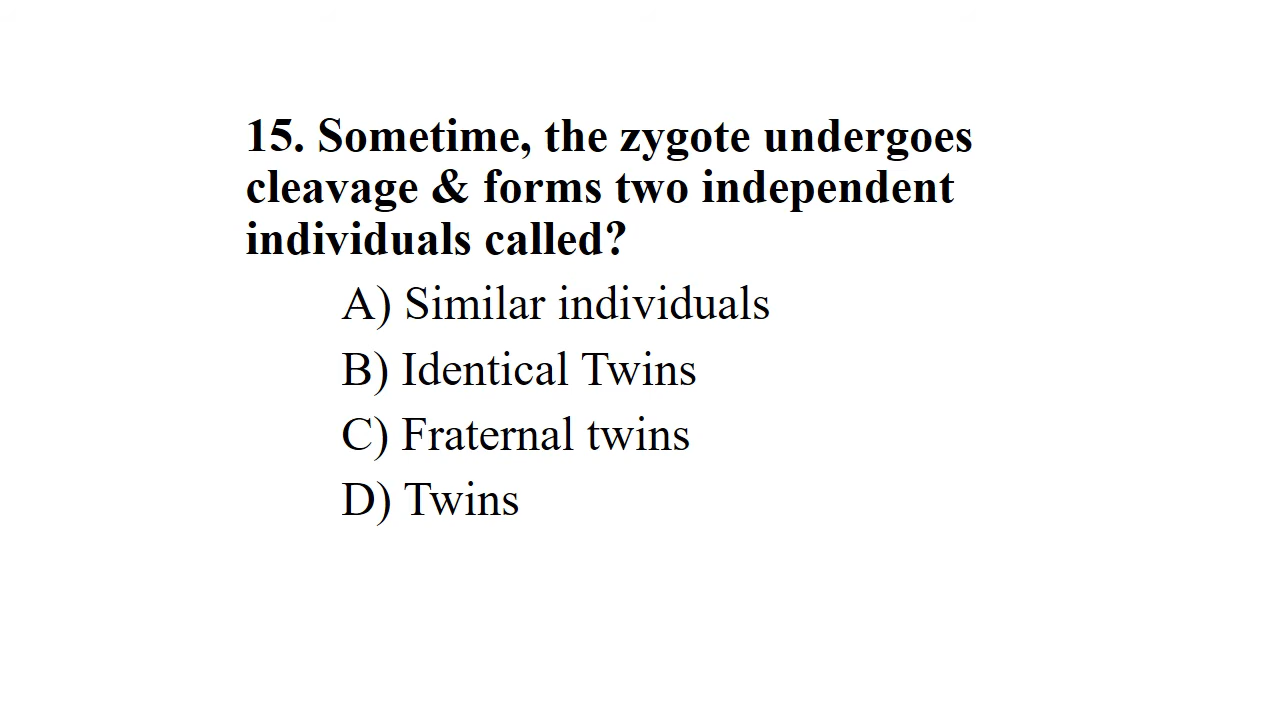 15. Sometime, the zygote undergoes
cleavage & forms two independent
individuals called?
A) Similar individuals
B) Identical Twins
C) Fraternal twins
D) Twins